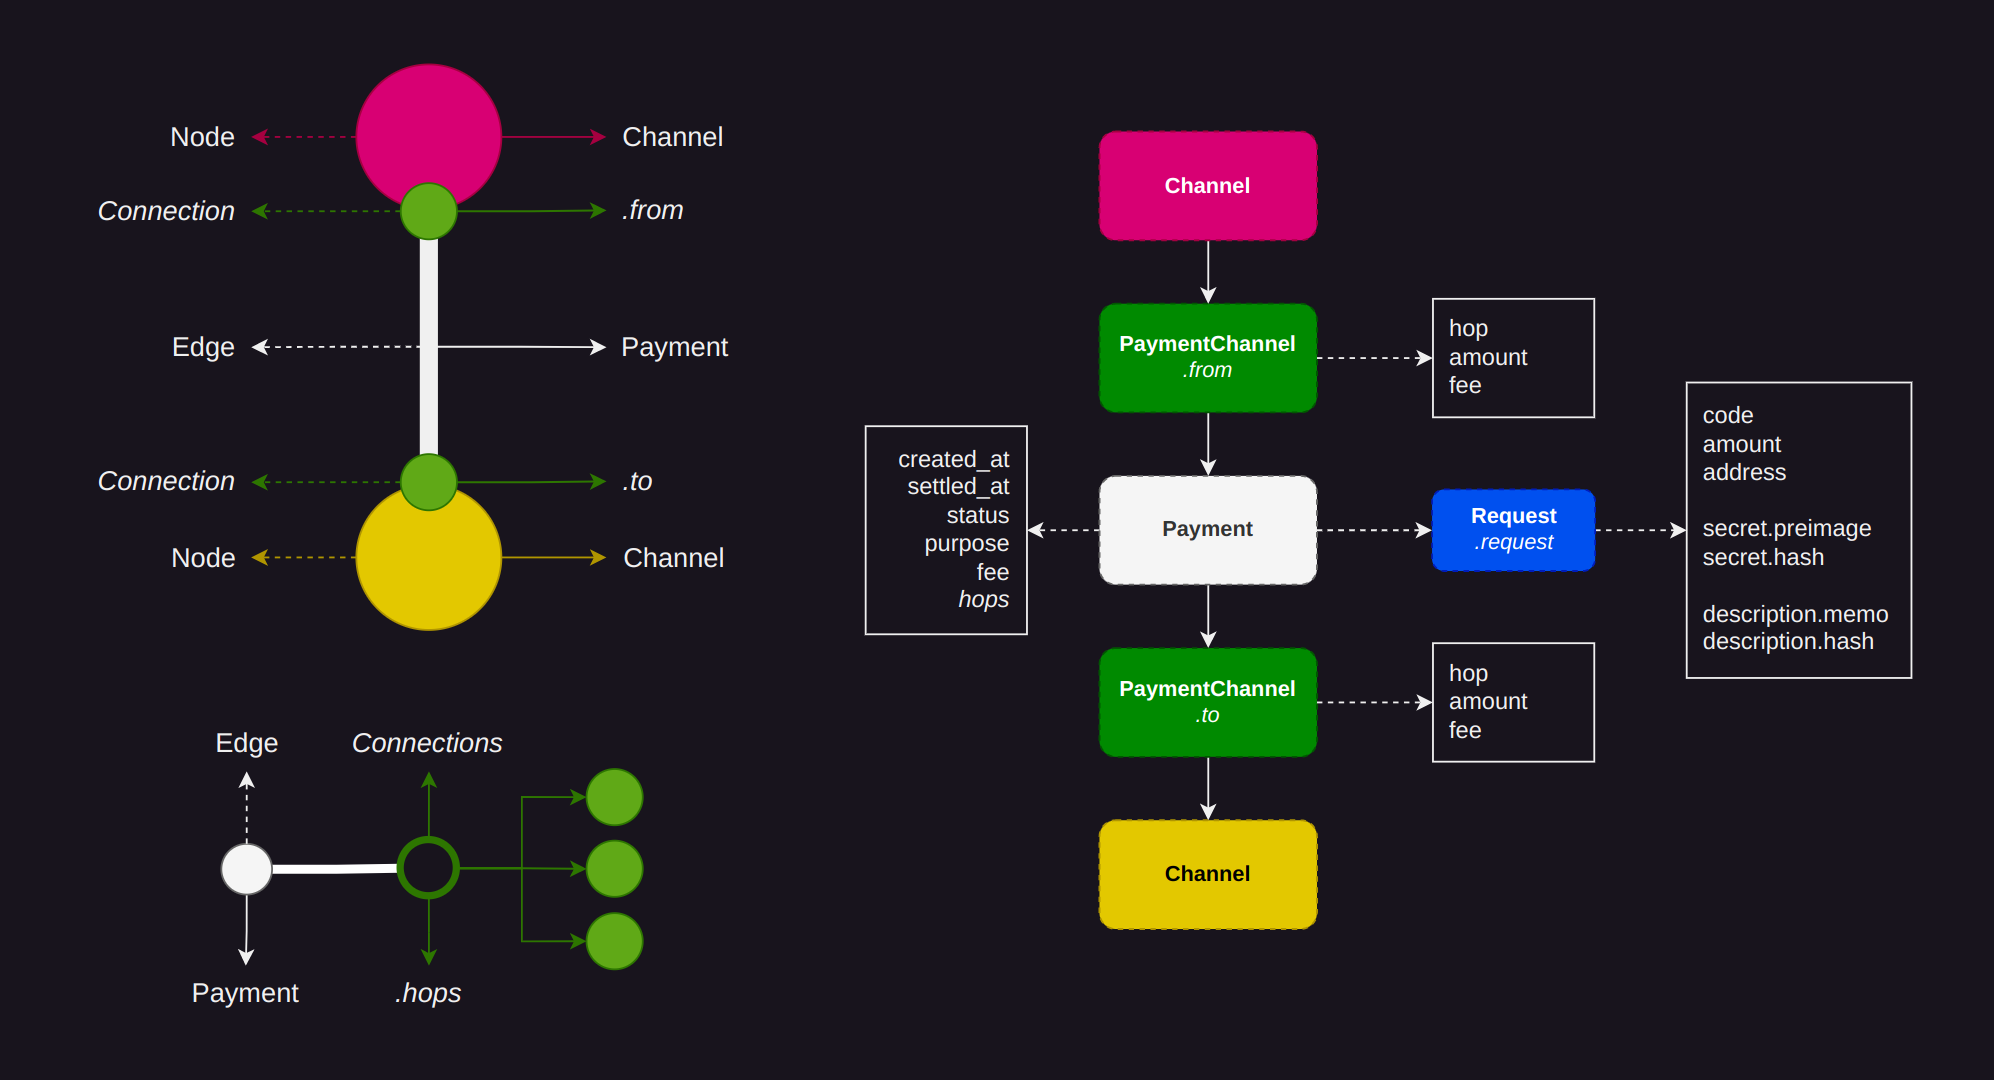 Node
Channel
Connection
.from
Edge
Payment
Connection
.to
Node
Channel
Edge
Connections
Payment
.hops
Channel
PaymentChannel
.from
hop
amount
fee
created_at
settled_at
status
purpose
fee
hops
Payment
Request
.request
code
amount
address
secret.preimage
secret.hash
description.memo
description.hash
PaymentChannel
.to
hop
amount
fee
Channel